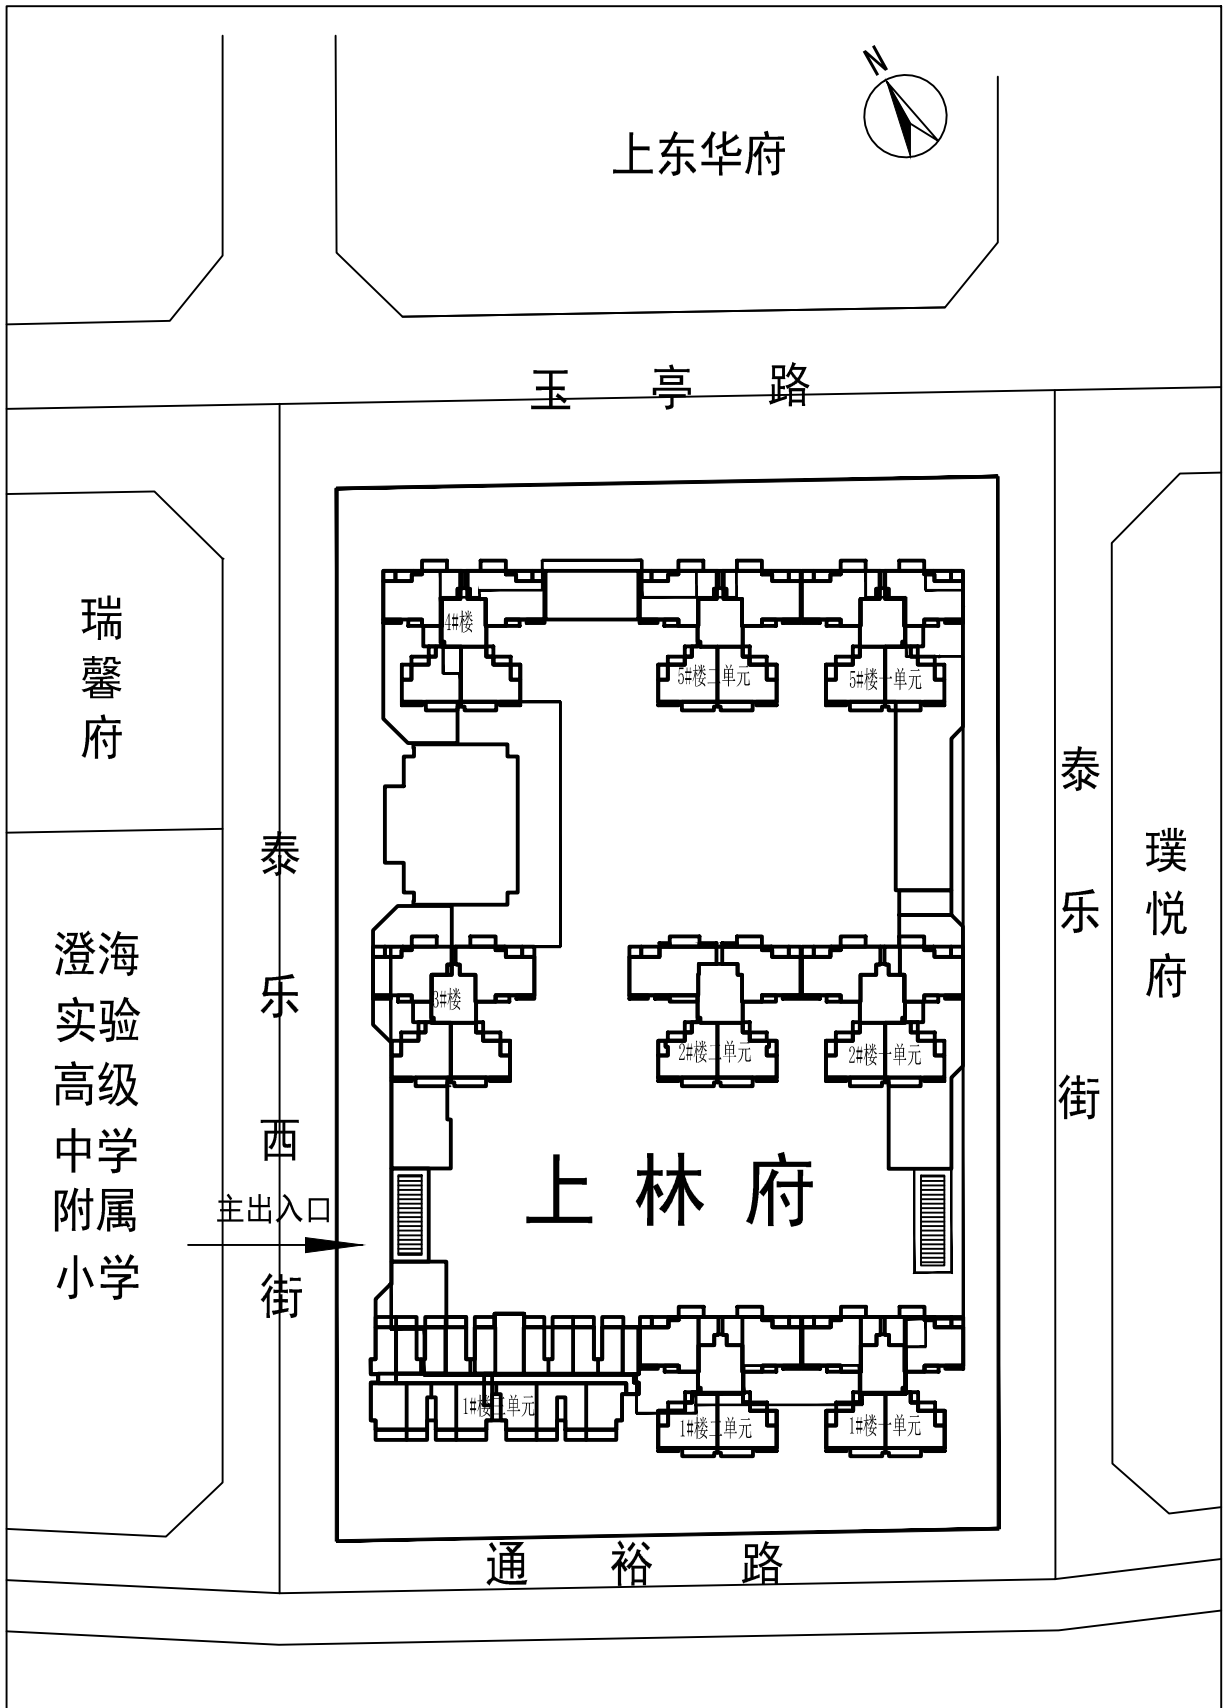 N
上东华府
玉亭路
瑞馨府
4#楼
5#楼二单元
5#楼一单元
泰乐街
泰乐西街
璞悦府
澄海
实验
高级
中学
附属
小学
3#楼
2#楼二单元
2#楼一单元
上林府
主出入口
1#楼三单元
1#楼二单元
1#楼一单元
通裕路